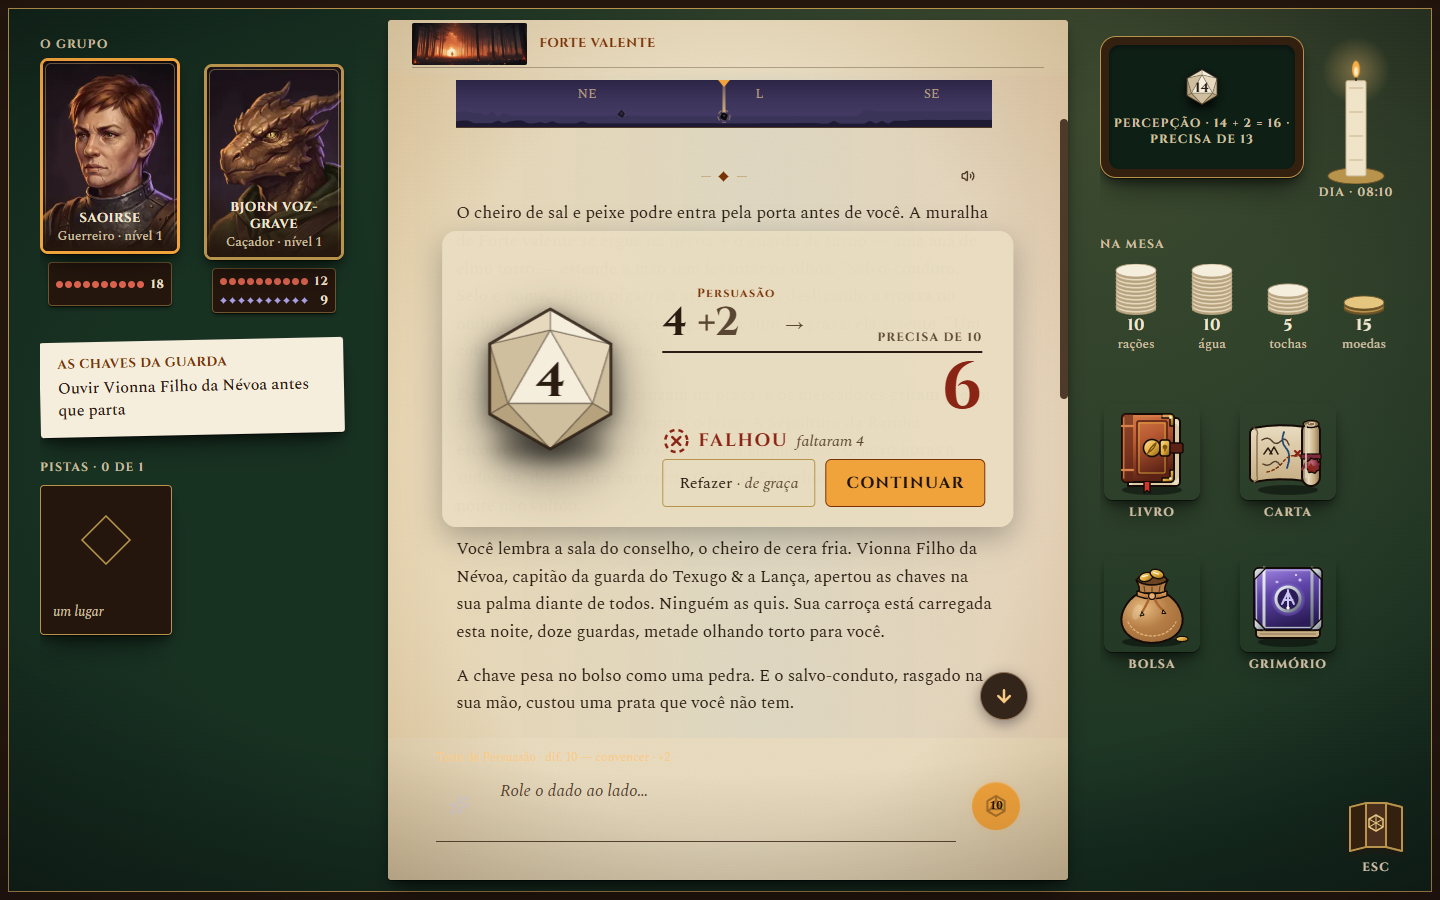 O GRUPO
SAOIRSE
Guerreiro · nível 1
18
BJORN VOZ-
GRAVE
Caçador · nível 1
12
9
AS CHAVES DA GUARDA
Ouvir Vionna Filho da Névoa antes
que parta
PISTAS · 0 DE 1
um lugar
FORTE VALENTE
NE
L
SE
O cheiro de sal e peixe podre entra pela porta antes de você. A muralha
4
PERSUASÃO
4 +2 →
PRECISA DE 10
6
FALHOU faltaram 4
Refazer · de graça
CONTINUAR
Você lembra a sala do conselho, o cheiro de cera fria. Vionna Filho da
Névoa, capitão da guarda do Texugo & a Lança, apertou as chaves na
sua palma diante de todos. Ninguém as quis. Sua carroça está carregada
esta noite, doze guardas, metade olhando torto para você.
A chave pesa no bolso como uma pedra. E o salvo-conduto, rasgado na
sua mão, custou uma prata que você não tem.
Persuasão · dif. 10 — convencer · +2
Role o dado ao lado...
10
14
PERCEPÇÃO · 14 + 2 = 16 ·
PRECISA DE 13
DIA · 08:10
NA MESA
10
rações
10
água
5
tochas
15
moedas
LIVRO
CARTA
BOLSA
GRIMÓRIO
ESC